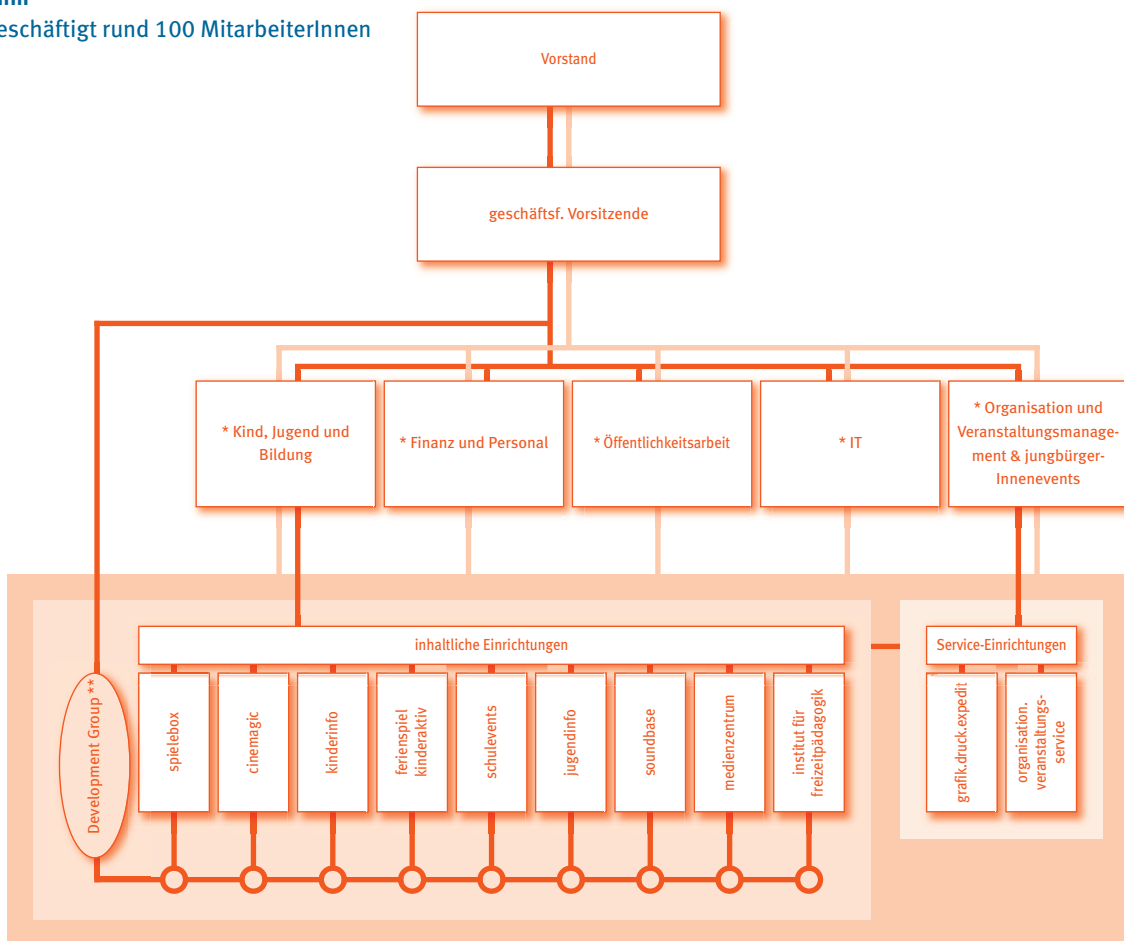 eschäftigt rund 100 MitarbeiterInnen
Vorstand
geschäftsf. Vorsitzende
* Kind, Jugend und
Bildung
* Finanz und Personal
* Öffentlichkeitsarbeit
* IT
* Organisation und
Veranstaltungsmanage-
ment & jungbürger-
Innenevents
inhaltliche Einrichtungen
Service-Einrichtungen
Development Group **
spielebox
cinemagic
kinderinfo
ferienspiel
kinderaktiv
schulevents
jugendinfo
soundbase
medienzentrum
institut für
freizeitpädagogik
grafik.druck.expedit
organisation.
veranstaltungs-
service